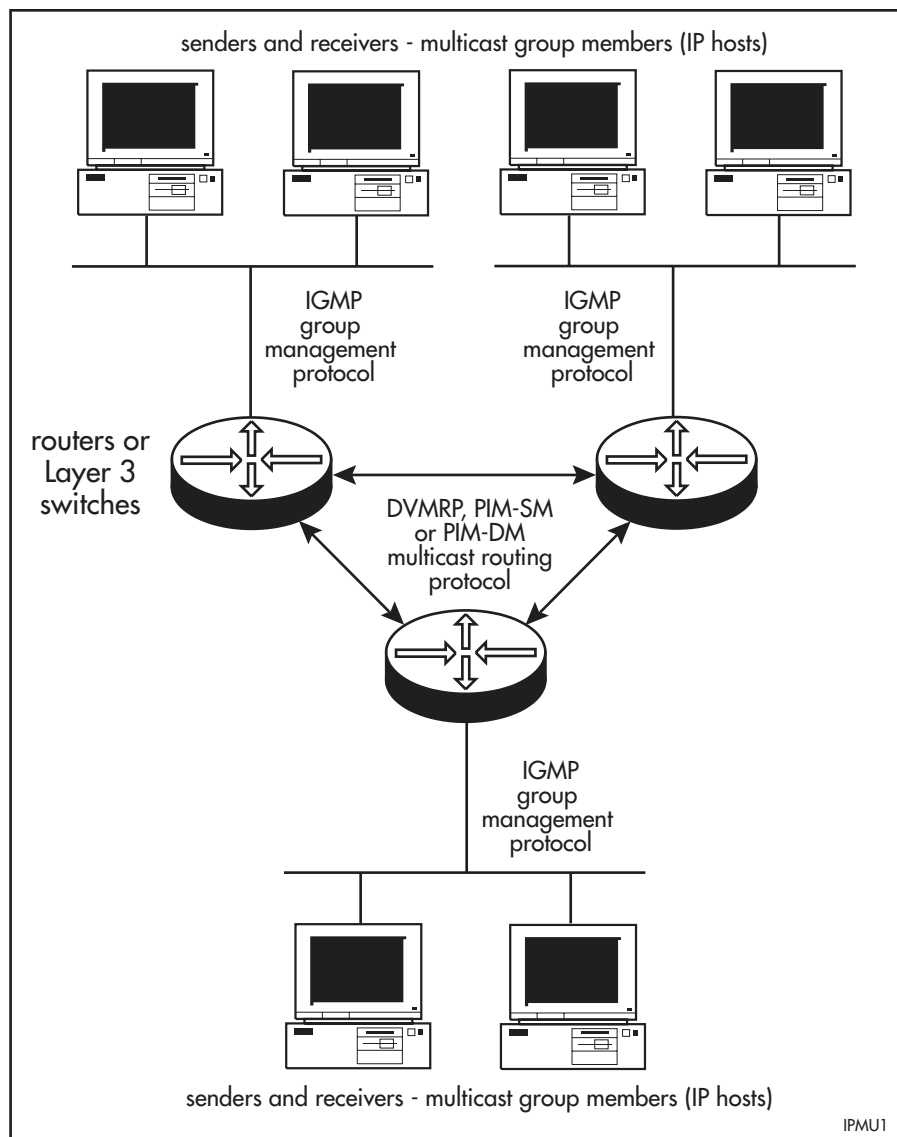 senders and receivers - multicast group members (IP hosts)
IGMP
group
management
protocol
IGMP
group
management
protocol
routers or
Layer 3
switches
DVMRP, PIM-SM
or PIM-DM
multicast routing
protocol
IGMP
group
management
protocol
senders and receivers - multicast group members (IP hosts)
IPMU1